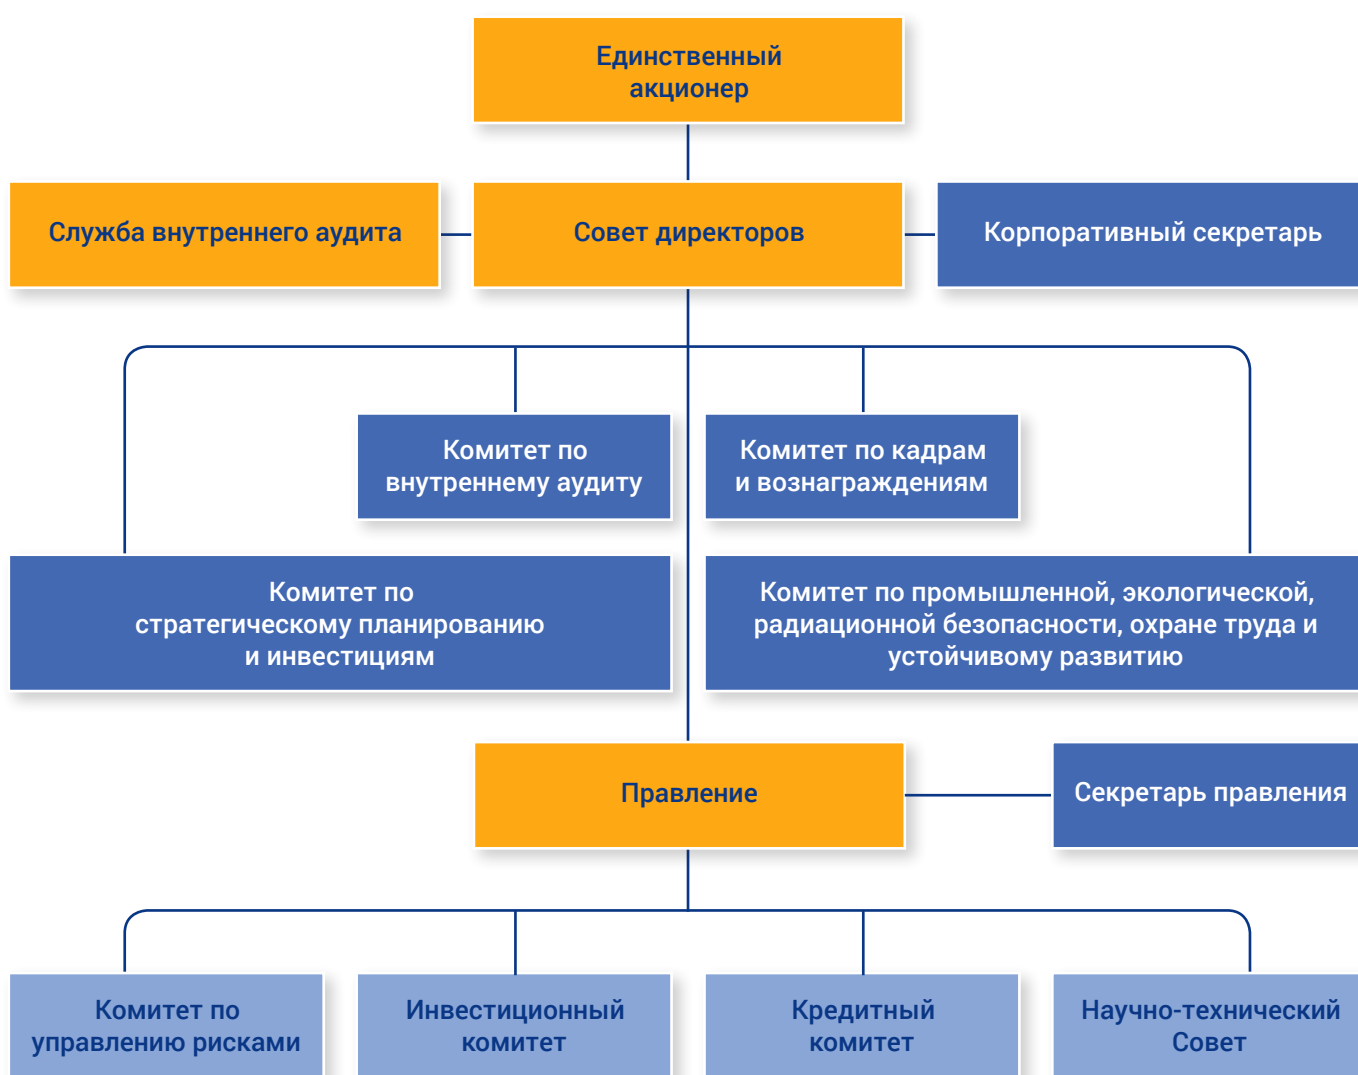 Единственный
акционер
Служба внутреннего аудита
Совет директоров
Корпоративный секретарь
Комитет по
внутреннему аудиту
Комитет по кадрам
и вознаграждениям
Комитет по
стратегическому планированию
и инвестициям
Комитет по промышленной, экологической,
радиационной безопасности, охране труда и
устойчивому развитию
Правление
Секретарь правления
Комитет по
управлению рисками
Инвестиционный
комитет
Кредитный
комитет
Научно-технический
Совет